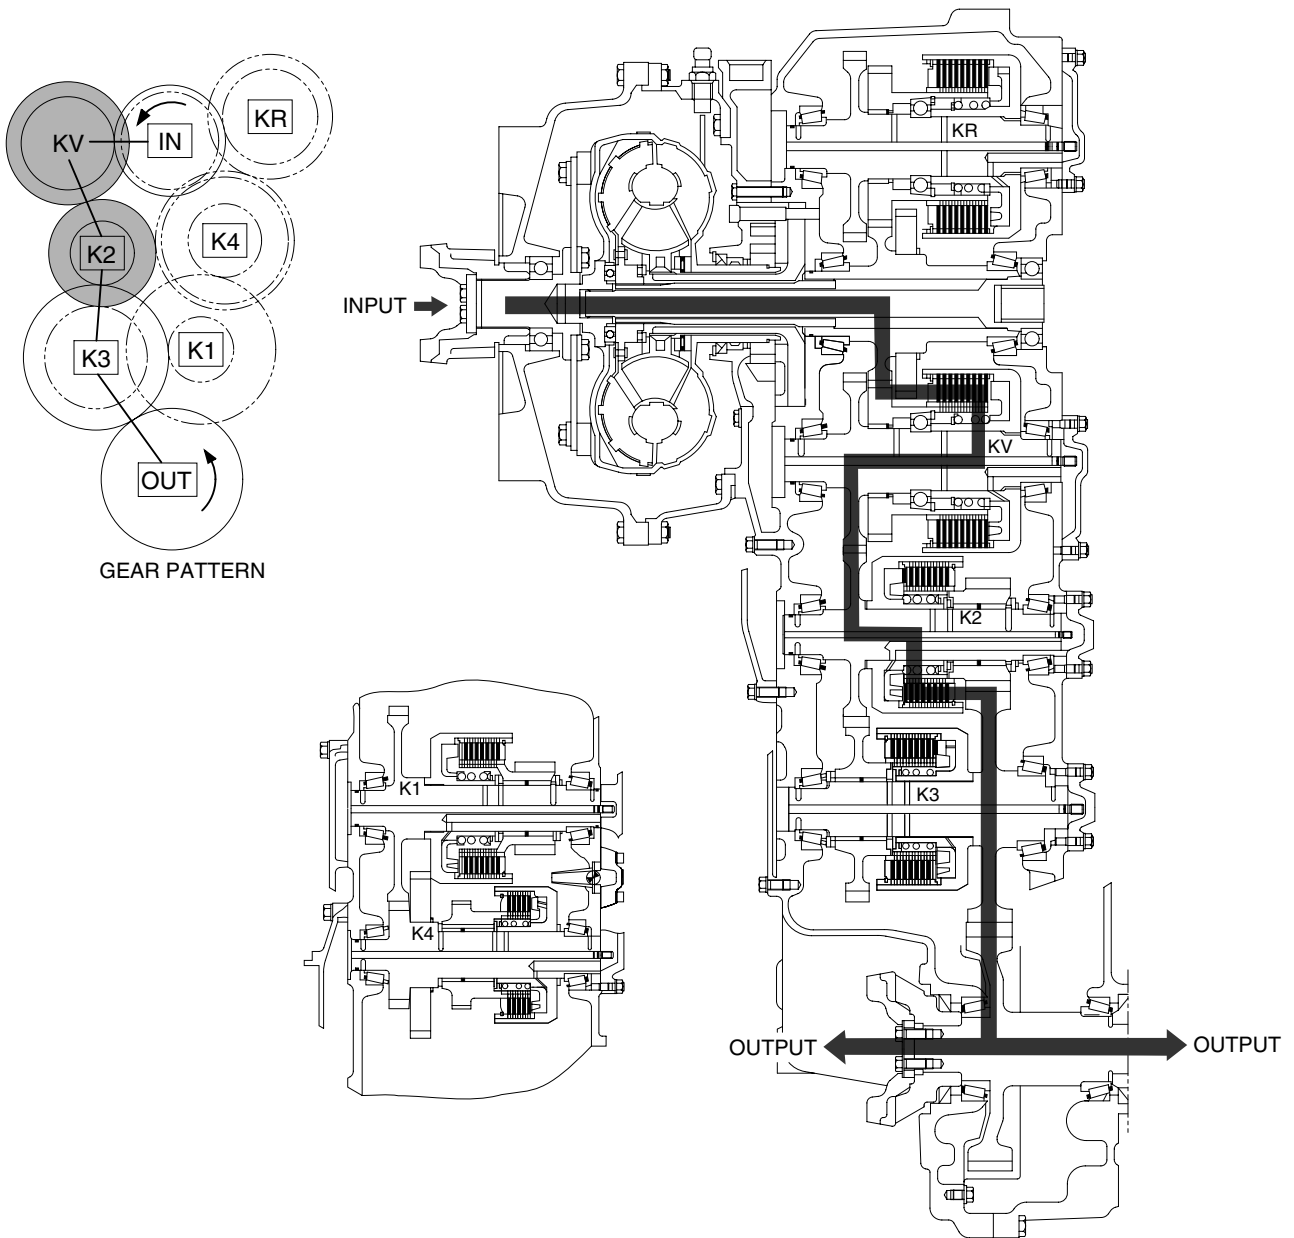 KV
IN
KR
K2
K4
K3
K1
OUT
GEAR PATTERN
INPUT
KR
KV
K2
K3
K1
K4
OUTPUT
OUTPUT